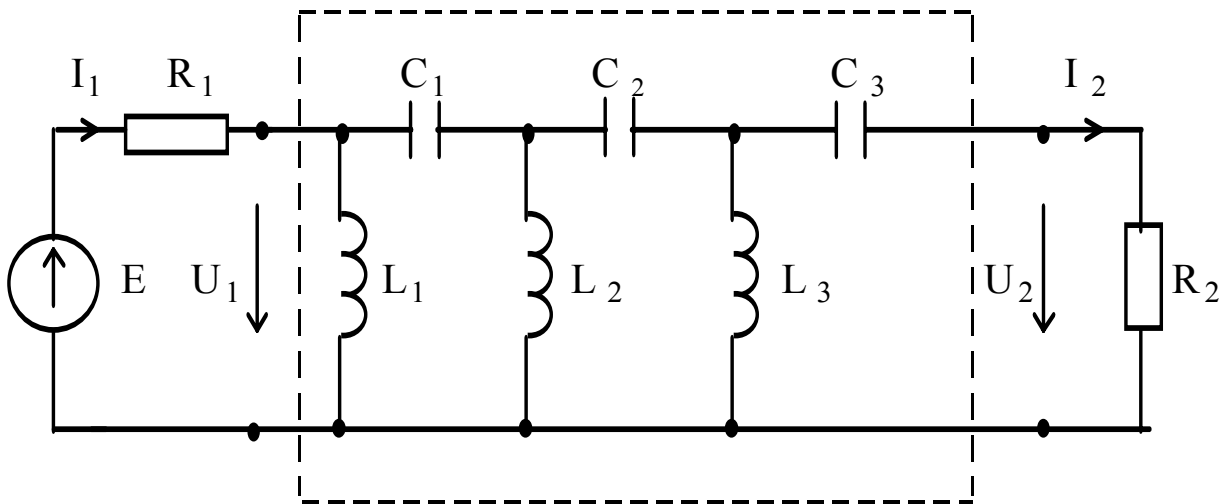 I₁ R₁ C₁ C₂ C₃ I₂
E U₁ L₁ L₂ L₃ U₂ R₂